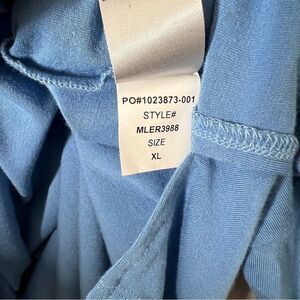 PO#1023873-001
STYLE#
MLER3988
SIZE
XL